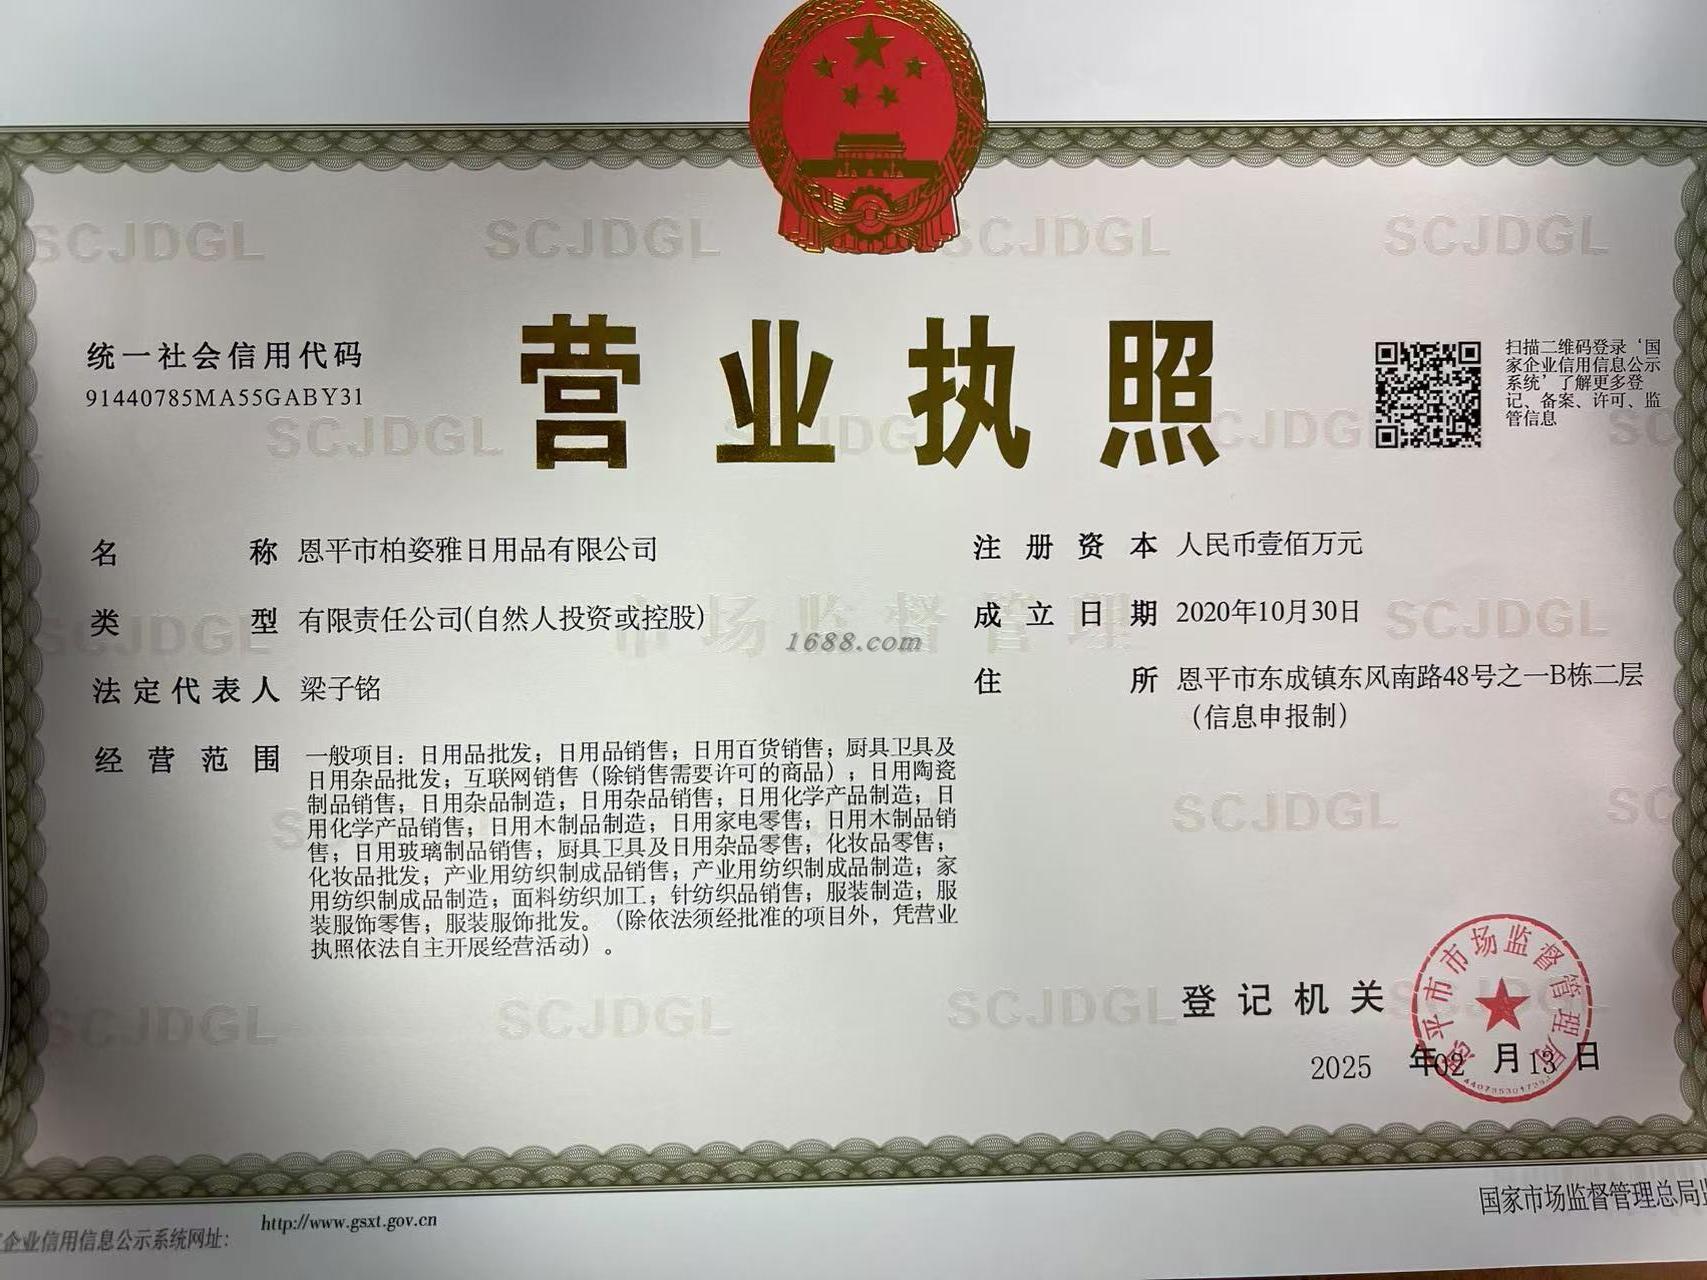 统一社会信用代码
91440785MA55GABY31
营业执照
扫描二维码登录‘国
家企业信用信息公示
系统’了解更多登
记、备案、许可、监
管信息
名称 恩平市柏姿雅日用品有限公司
类型 有限责任公司(自然人投资或控股)
法定代表人 梁子铭
经营范围 一般项目：日用品批发；日用品销售；日用百货销售；厨具卫具及
日用杂品批发；互联网销售（除销售需要许可的商品）；日用陶瓷
制品销售；日用杂品制造；日用杂品销售；日用化学产品制造；日
用化学产品销售；日用木制品制造；日用家电零售；日用木制品销
售；日用玻璃制品销售；厨具卫具及日用杂品零售；化妆品零售；
化妆品批发；产业用纺织制成品销售；产业用纺织制成品制造；家
用纺织制成品制造；面料纺织加工；针纺织品销售；服装制造；服
装服饰零售；服装服饰批发。（除依法须经批准的项目外，凭营业
执照依法自主开展经营活动）。
注册资本 人民币壹佰万元
成立日期 2020年10月30日
住所 恩平市东成镇东风南路48号之一B栋二层
（信息申报制）
市场监督管理
1688.com
SCJDGL
登记机关
恩平市市场监督管理局
2025年02月13日
企业信用信息公示系统网址：
http://www.gsxt.gov.cn
国家市场监督管理总局监